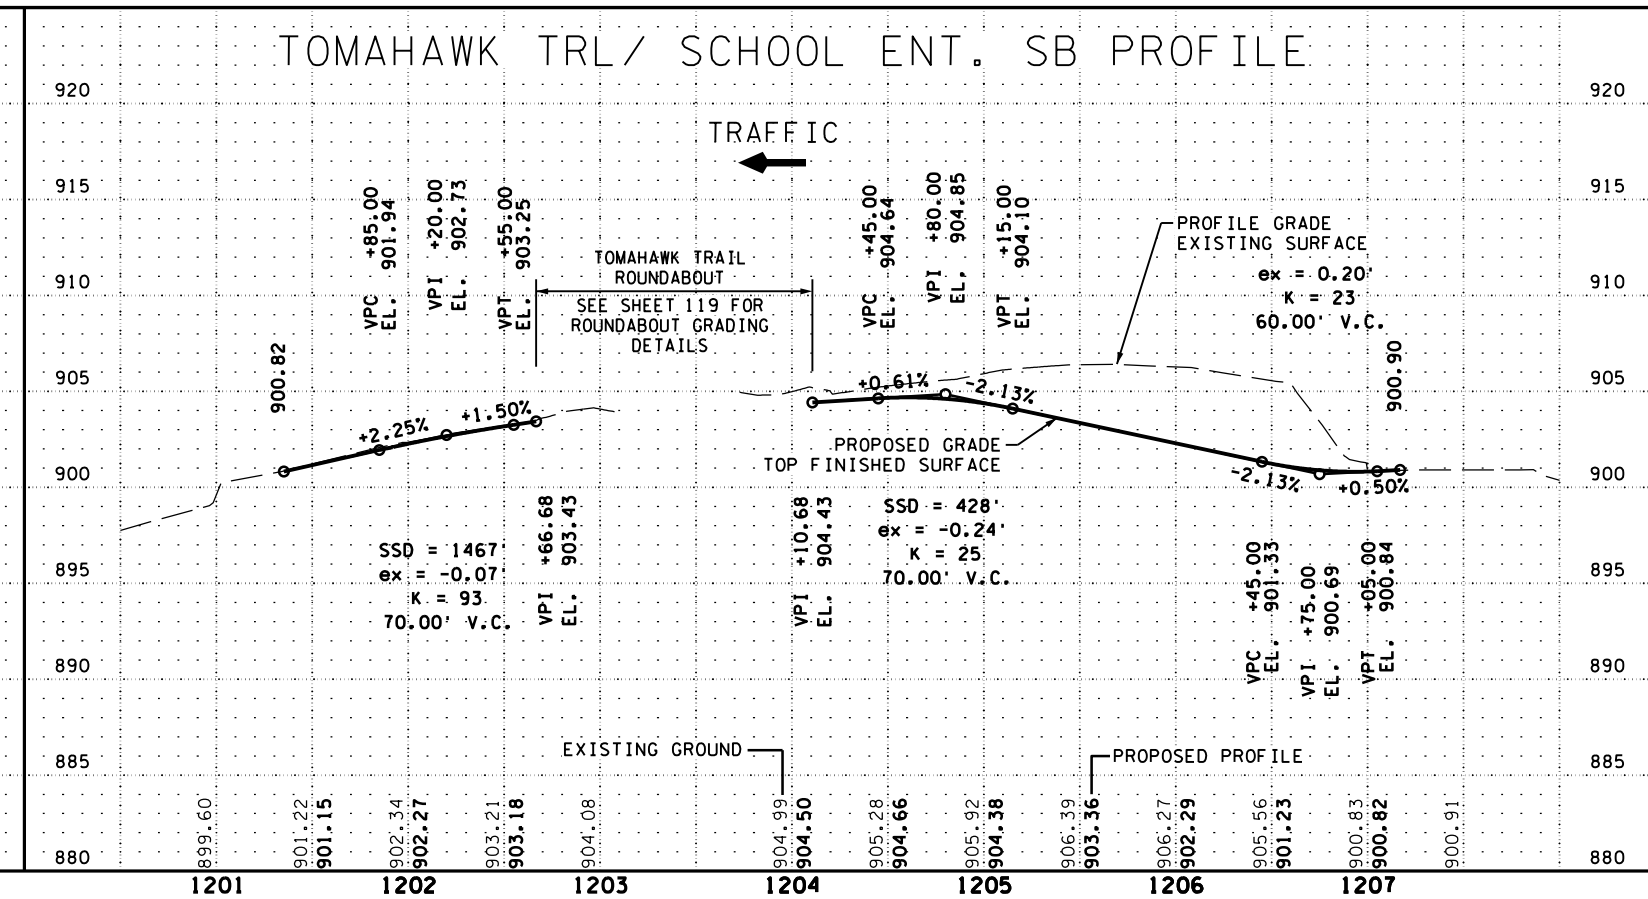 TOMAHAWK TRL/ SCHOOL ENT. SB PROFILE
920
920
TRAFFIC
915
915
VPC +85.00
EL. 901.94
VPI +20.00
EL. 902.73
VPT +55.00
EL. 903.25
TOMAHAWK TRAIL
ROUNDABOUT
SEE SHEET 119 FOR
ROUNDABOUT GRADING
DETAILS
VPC +45.00
EL. 904.64
VPI +80.00
EL. 904.85
VPT +15.00
EL. 904.10
PROFILE GRADE
EXISTING SURFACE
ex = 0.20'
K = 23
60.00' V.C.
910
910
900.82
900.90
905
905
+2.25%
+1.50%
+0.61%
-2.13%
PROPOSED GRADE
TOP FINISHED SURFACE
-2.13%
+0.50%
900
900
SSD = 1467'
ex = -0.07'
K = 93
70.00' V.C.
VPI +66.68
EL. 903.43
VPI +10.68
EL. 904.43
SSD = 428'
ex = -0.24'
K = 25
70.00' V.C.
VPC +45.00
EL. 901.33
VPI +75.00
EL. 900.69
VPT +05.00
EL. 900.84
895
895
890
890
EXISTING GROUND
PROPOSED PROFILE
885
885
899.60
901.22
901.15
902.34
902.27
903.21
903.18
904.08
904.99
904.50
905.28
904.66
905.92
904.38
906.39
903.36
906.27
902.29
905.56
901.23
900.83
900.82
900.91
880
880
1201
1202
1203
1204
1205
1206
1207